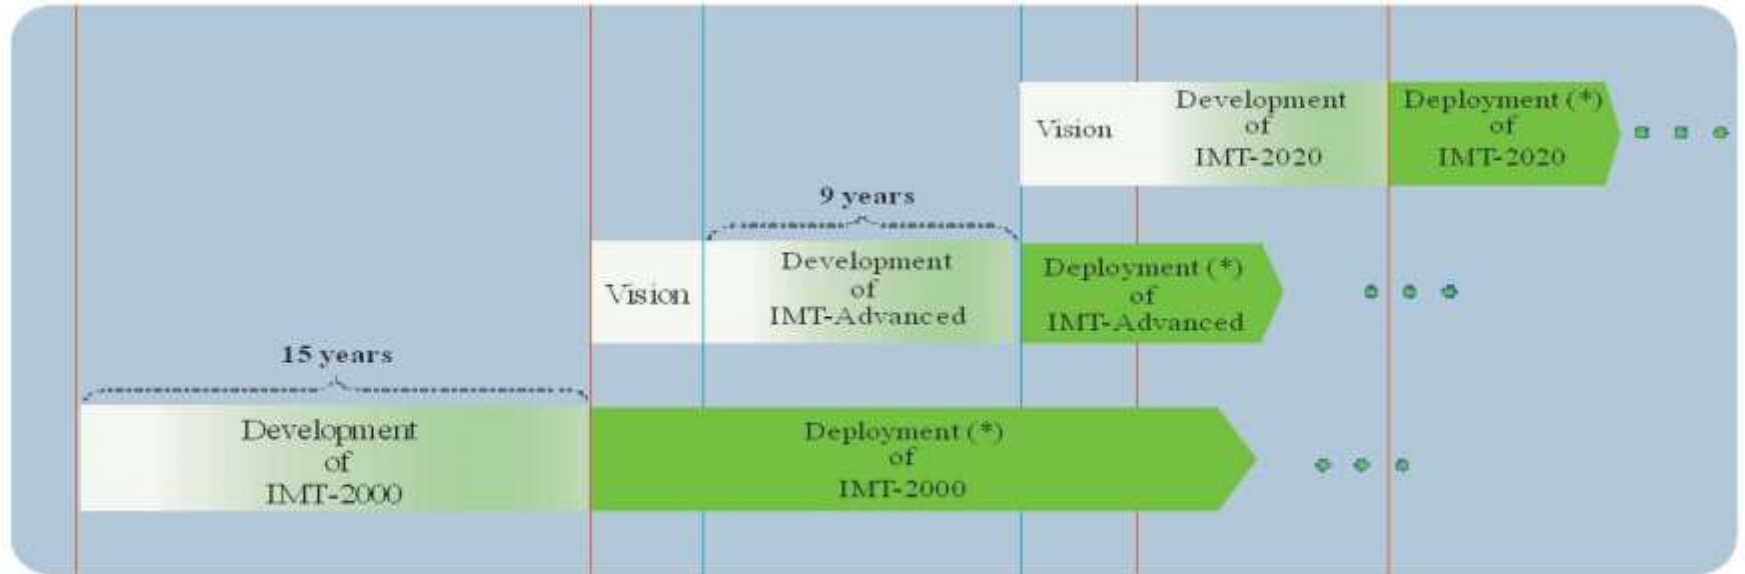 Vision
Development
of
IMT-2020
Deployment (*)
of
IMT-2020
9 years
Vision
Development
of
IMT-Advanced
Deployment (*)
of
IMT-Advanced
15 years
Development
of
IMT-2000
Deployment (*)
of
IMT-2000